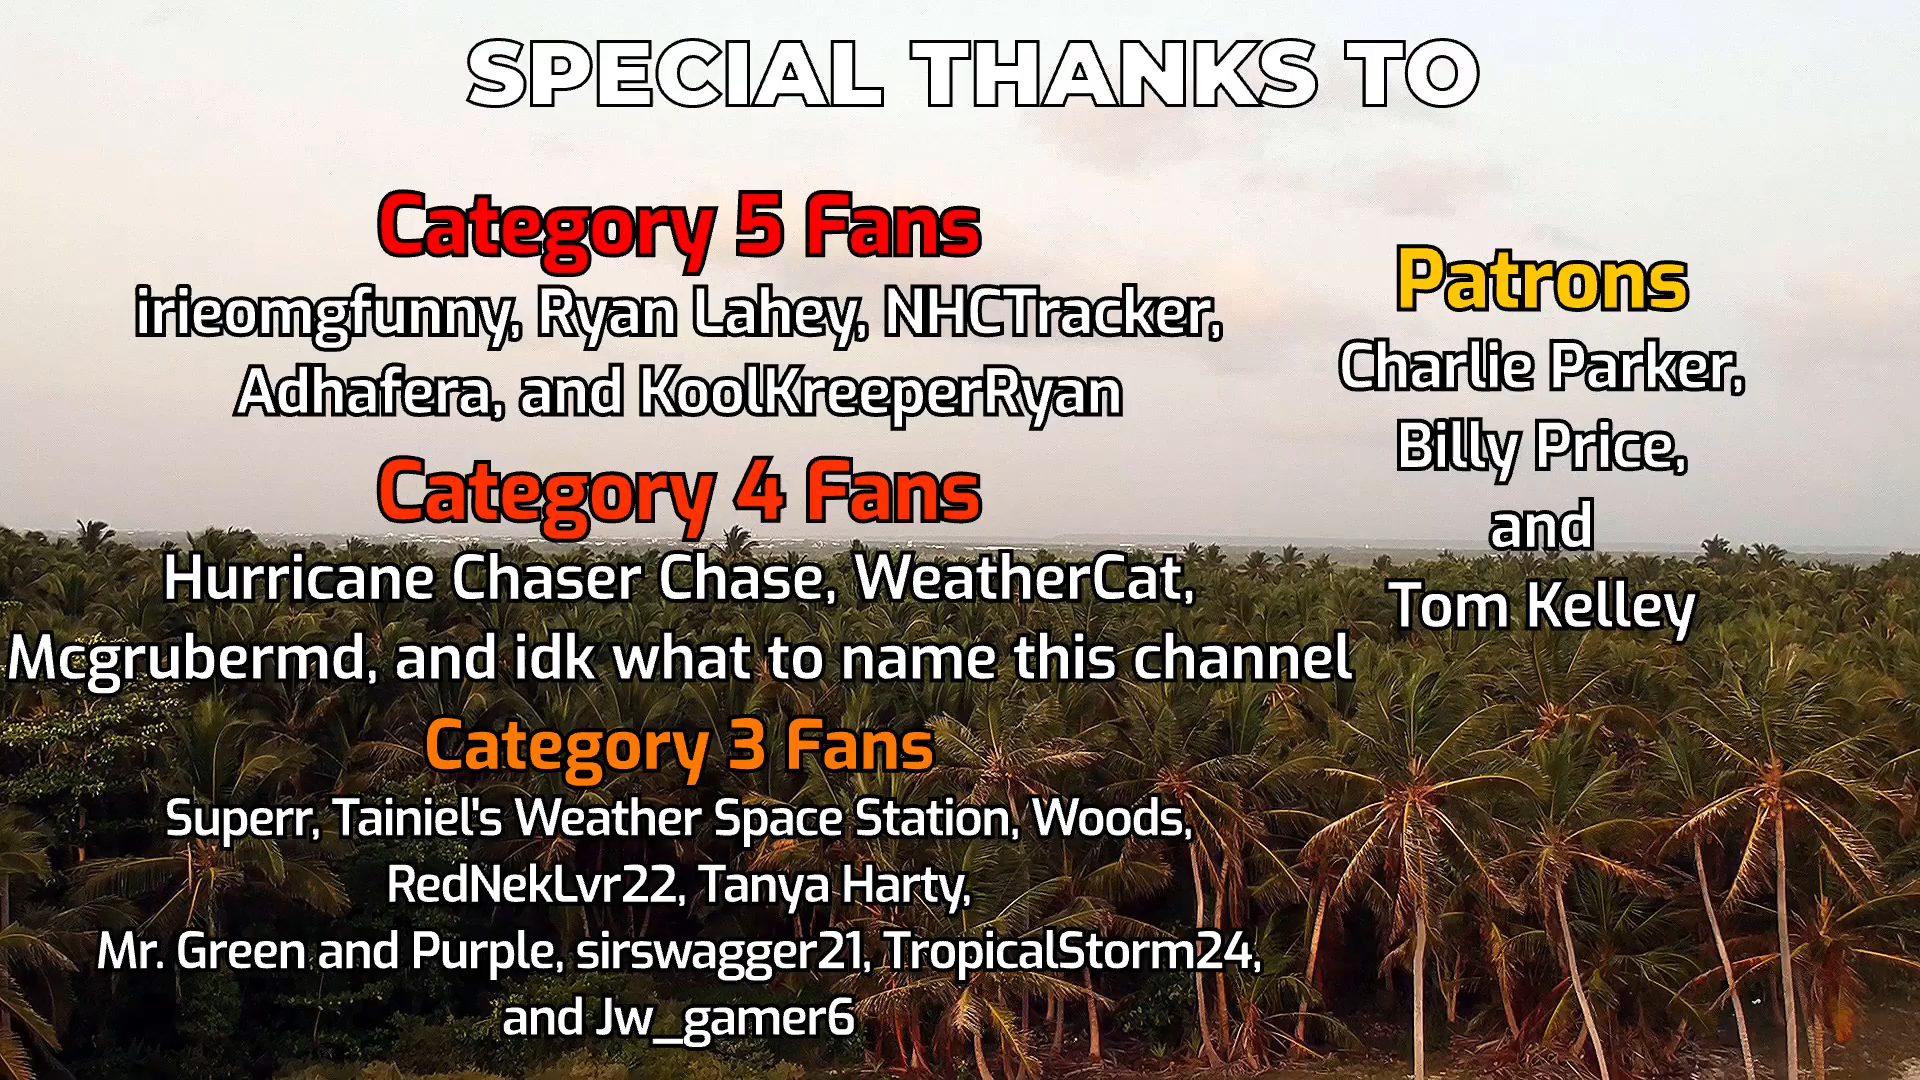 SPECIAL THANKS TO
Category 5 Fans
irieomgfunny, Ryan Lahey, NHCTracker,
Adhafera, and KoolKreeperRyan
Category 4 Fans
Hurricane Chaser Chase, WeatherCat,
Mcgrubermd, and idk what to name this channel
Category 3 Fans
Superr, Tainiel's Weather Space Station, Woods,
RedNekLvr22, Tanya Harty,
Mr. Green and Purple, sirswagger21, TropicalStorm24,
and Jw_gamer6
Patrons
Charlie Parker,
Billy Price,
and
Tom Kelley